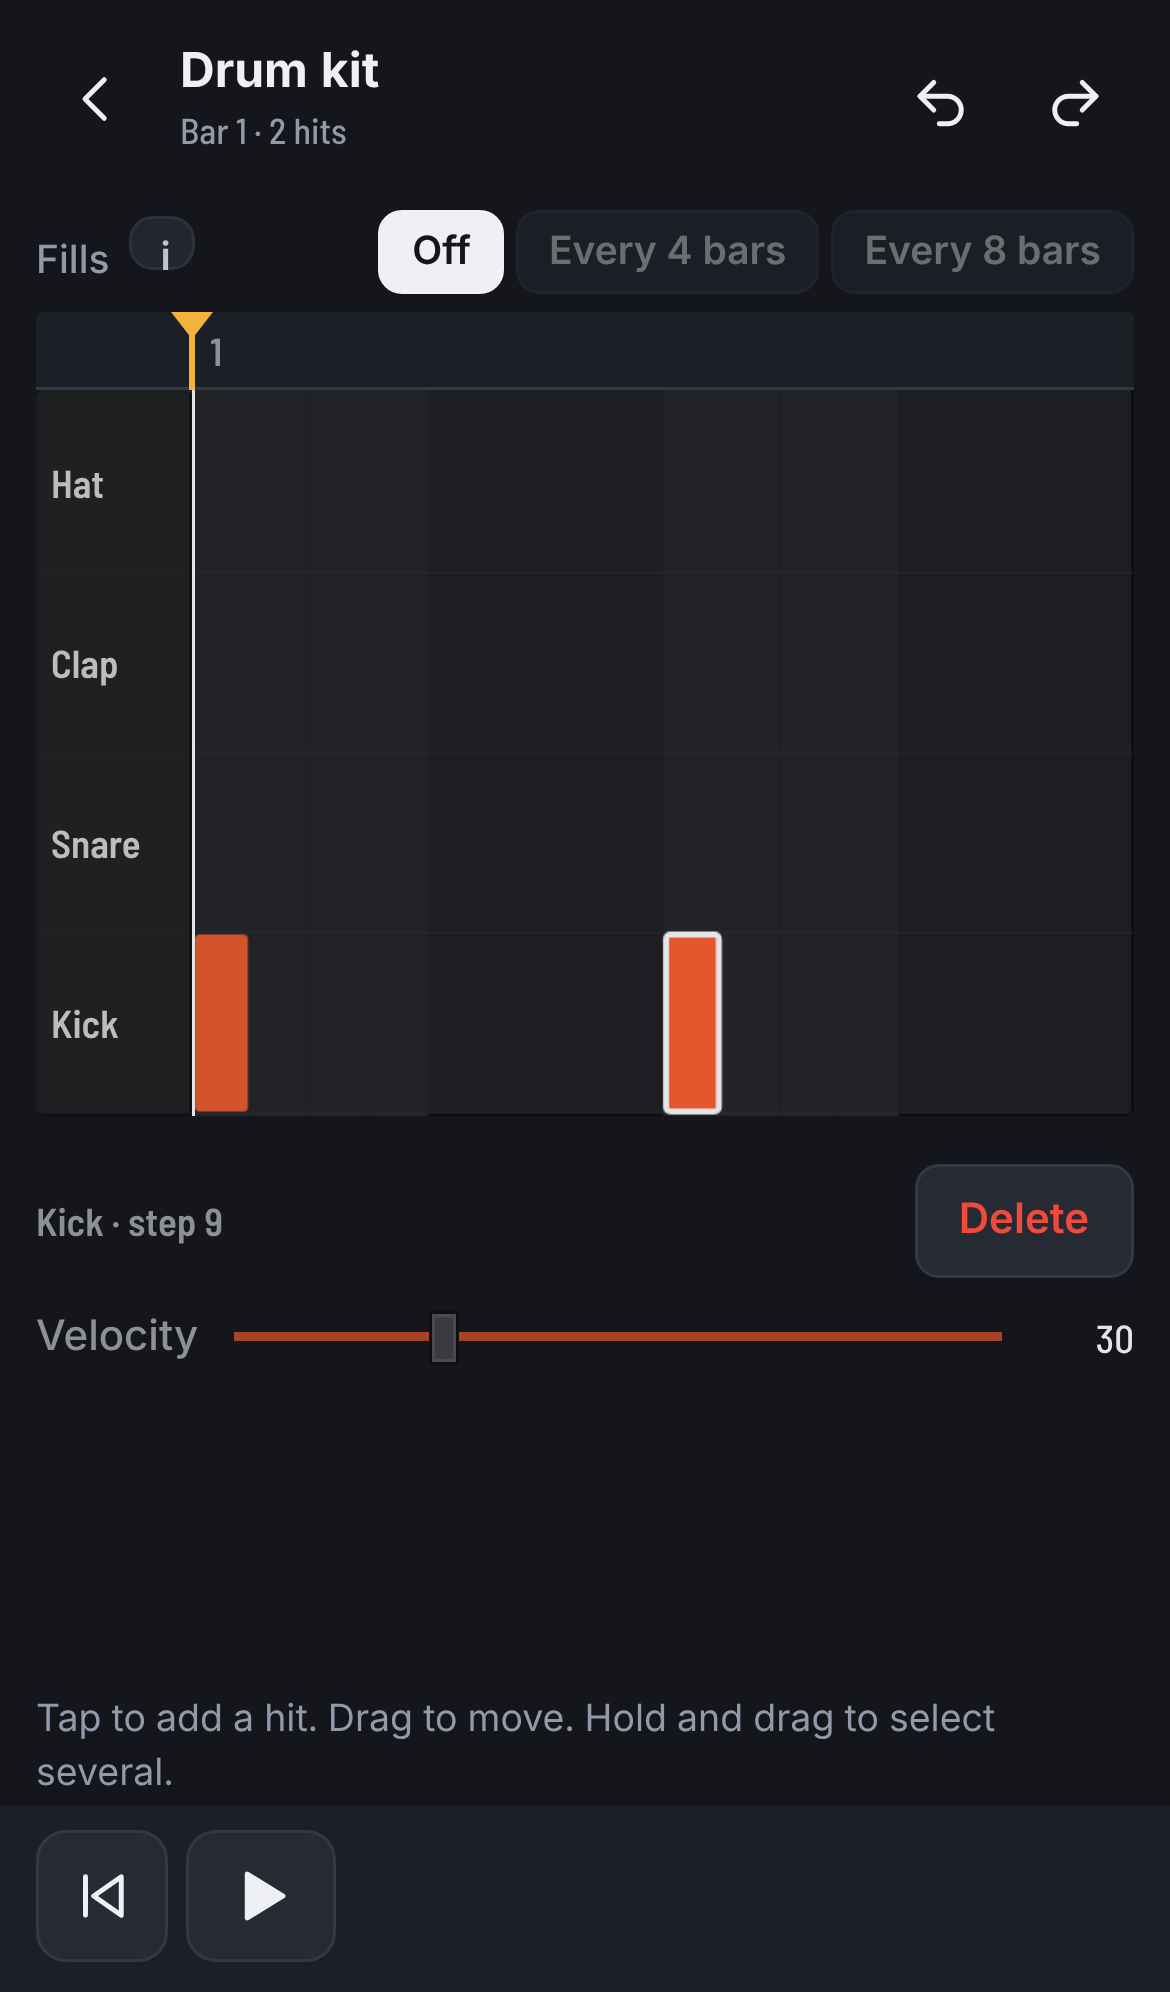 Drum kit
Bar 1 · 2 hits
Fills i Off Every 4 bars Every 8 bars
1
Hat
Clap
Snare
Kick
Kick · step 9 Delete
Velocity 30
Tap to add a hit. Drag to move. Hold and drag to select
several.